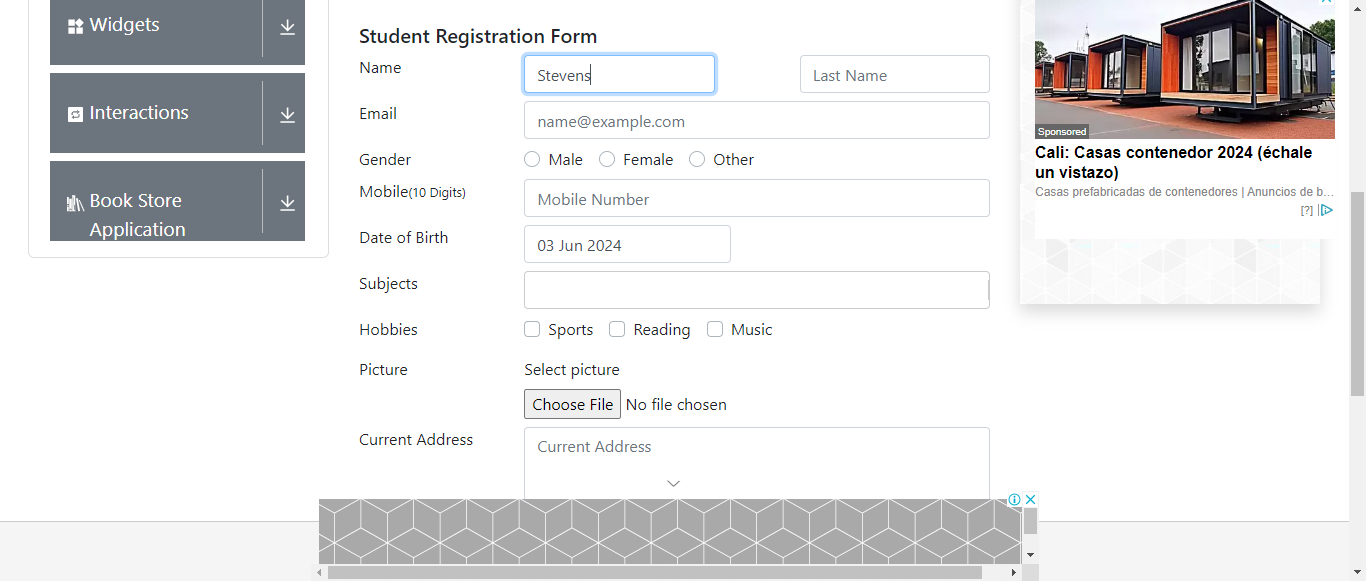 Widgets
Interactions
Book Store
Application
Student Registration Form
Name
Stevens
Last Name
Email
name@example.com
Gender
Male
Female
Other
Mobile(10 Digits)
Mobile Number
Date of Birth
03 Jun 2024
Subjects
Hobbies
Sports
Reading
Music
Picture
Select picture
Choose File No file chosen
Current Address
Current Address
Sponsored
Cali: Casas contenedor 2024 (échale
un vistazo)
Casas prefabricadas de contenedores | Anuncios de b...
[?]